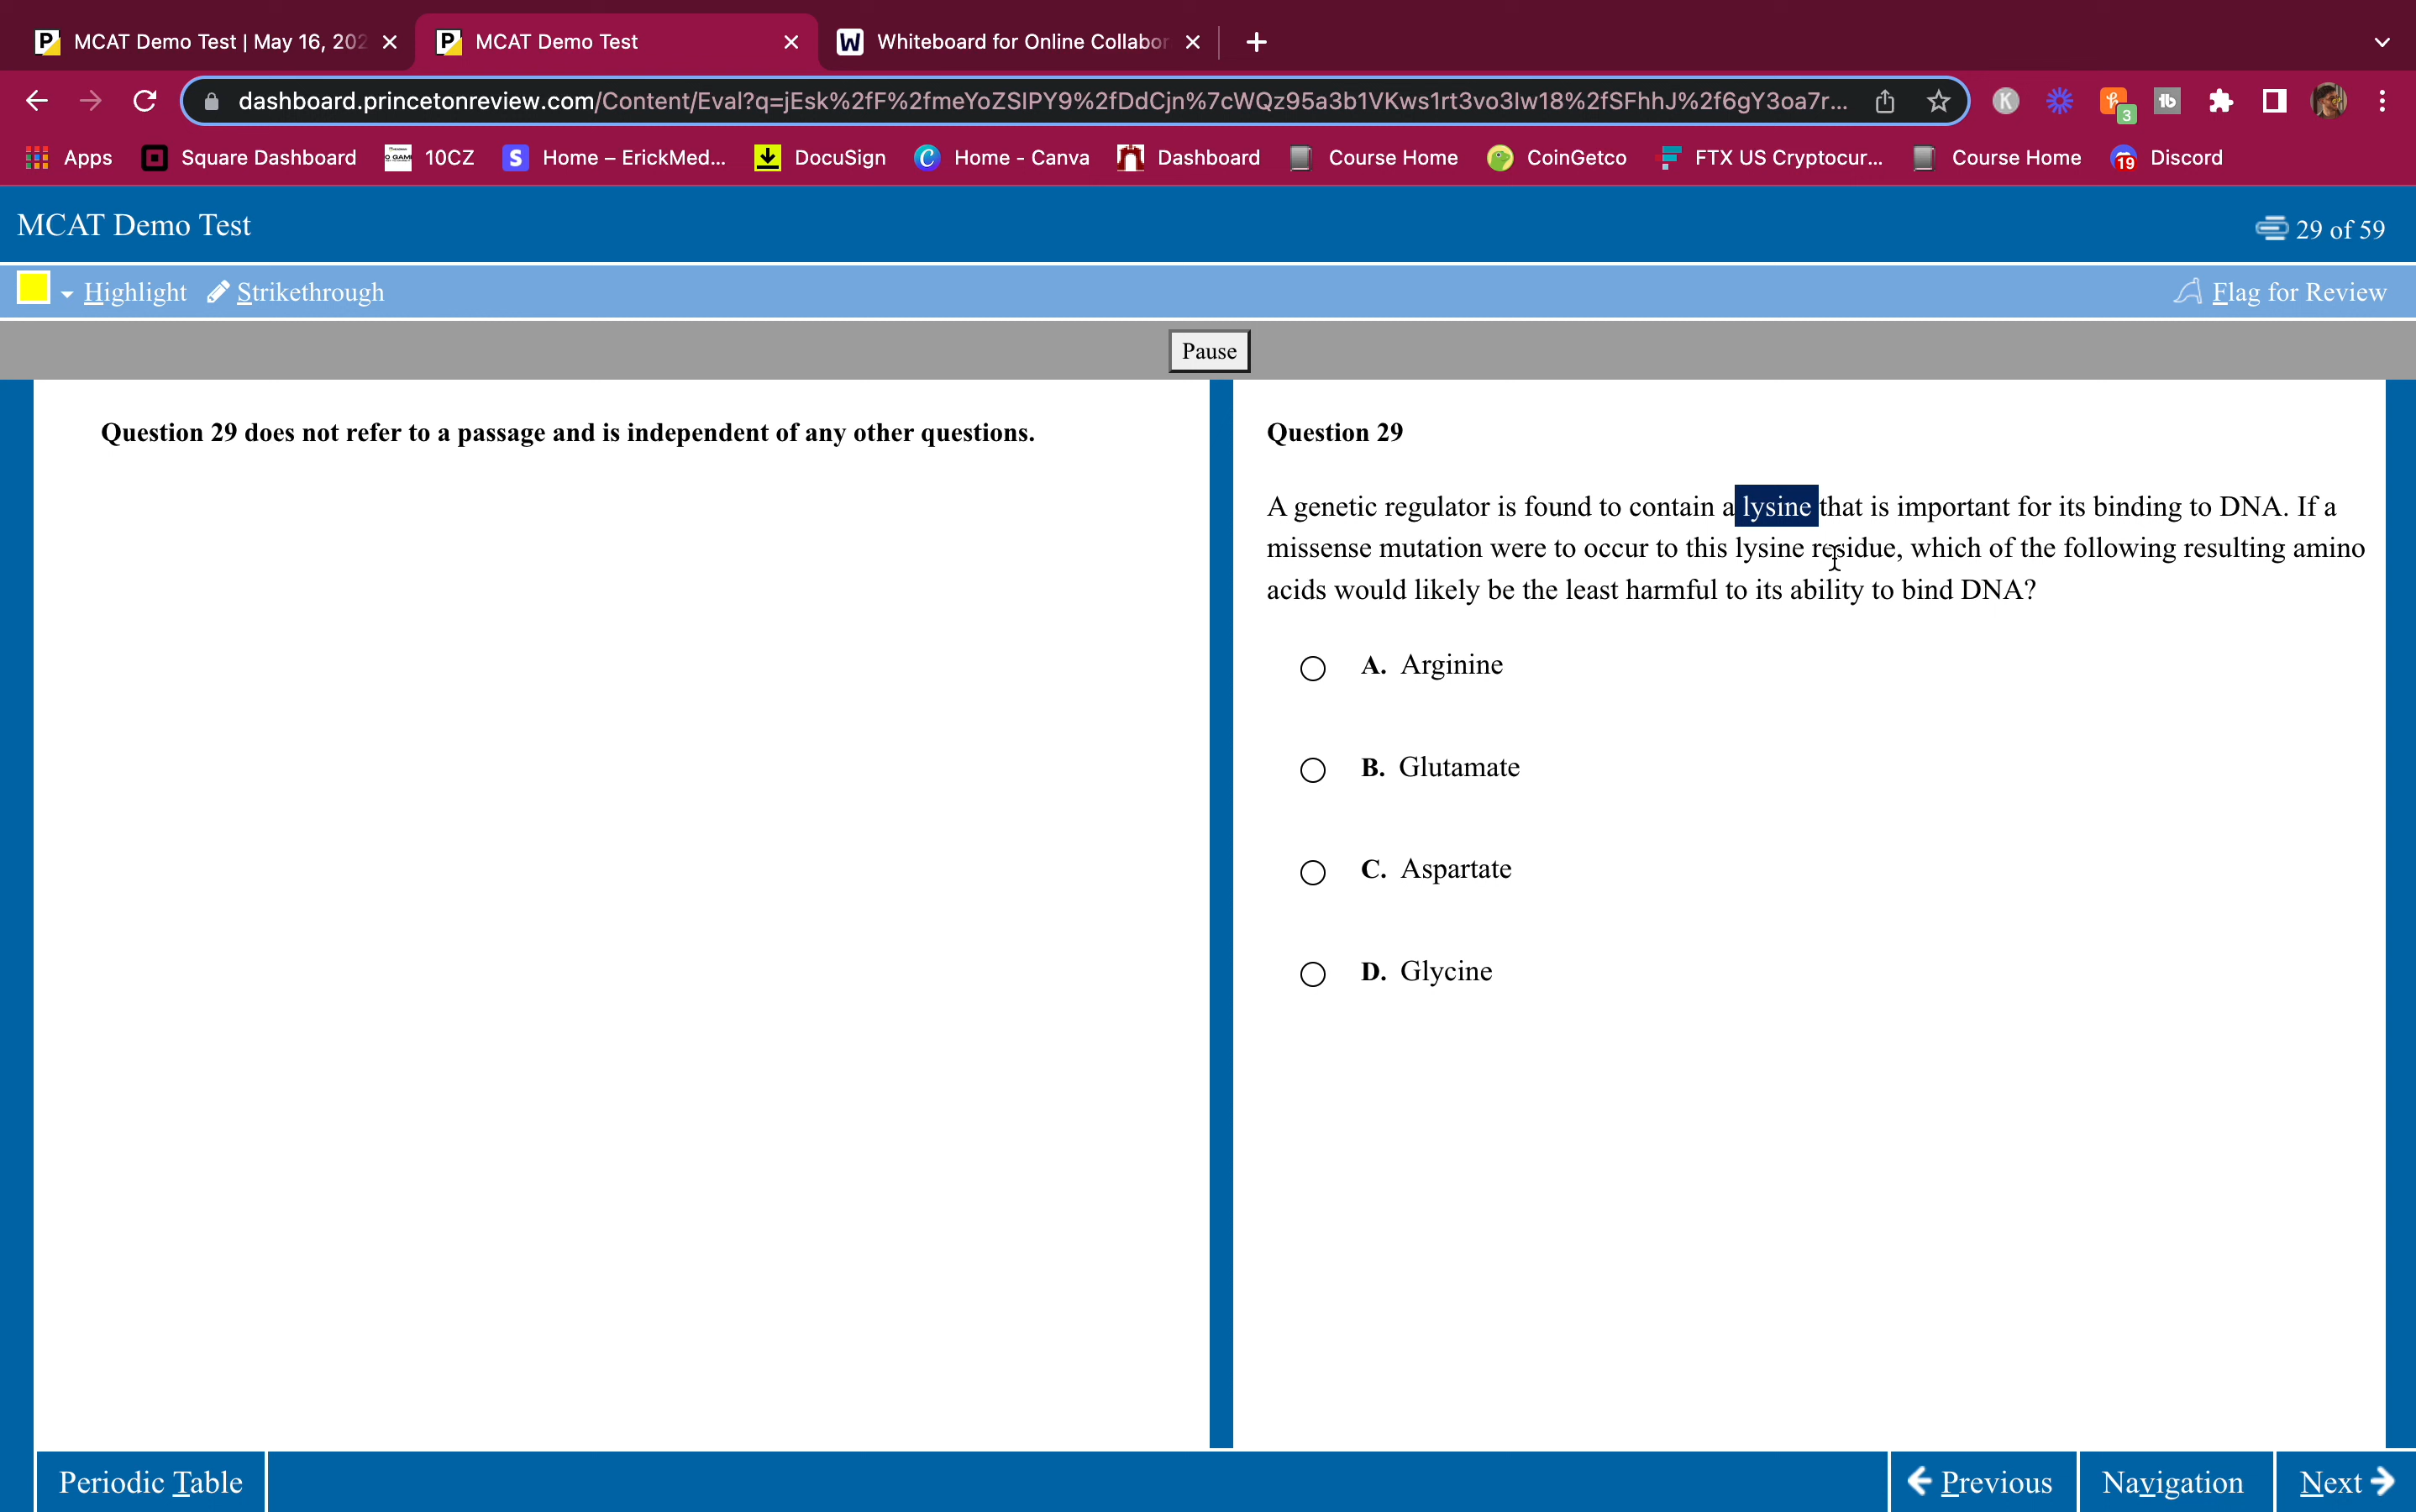 MCAT Demo Test | May 16, 202
MCAT Demo Test
Whiteboard for Online Collabor
dashboard.princetonreview.com/Content/Eval?q=jEsk%2fF%2fmeYoZSIPY9%2fDdCjn%7cWQz95a3b1VKws1rt3vo3lw18%2fSFhhJ%2f6gY3oa7r...
3
Apps
Square Dashboard
10CZ
Home – ErickMed...
DocuSign
Home - Canva
Dashboard
Course Home
CoinGetco
FTX US Cryptocur...
Course Home
19
Discord
MCAT Demo Test
29 of 59
Highlight
Strikethrough
Flag for Review
Pause
Question 29 does not refer to a passage and is independent of any other questions.
Question 29
A genetic regulator is found to contain a lysine that is important for its binding to DNA. If a
missense mutation were to occur to this lysine residue, which of the following resulting amino
acids would likely be the least harmful to its ability to bind DNA?
A. Arginine
B. Glutamate
C. Aspartate
D. Glycine
Periodic Table
Previous
Navigation
Next